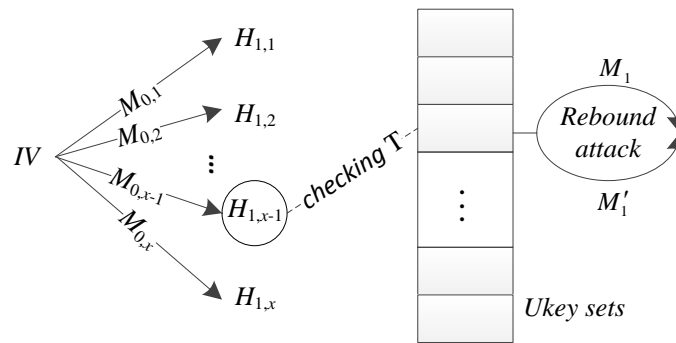 H1,1
M0,1
M0,2
H1,2
...
IV
M0,x-1
H1,x-1
M0,x
H1,x
checking T
⋮
Ukey sets
M1
Rebound
attack
M1′